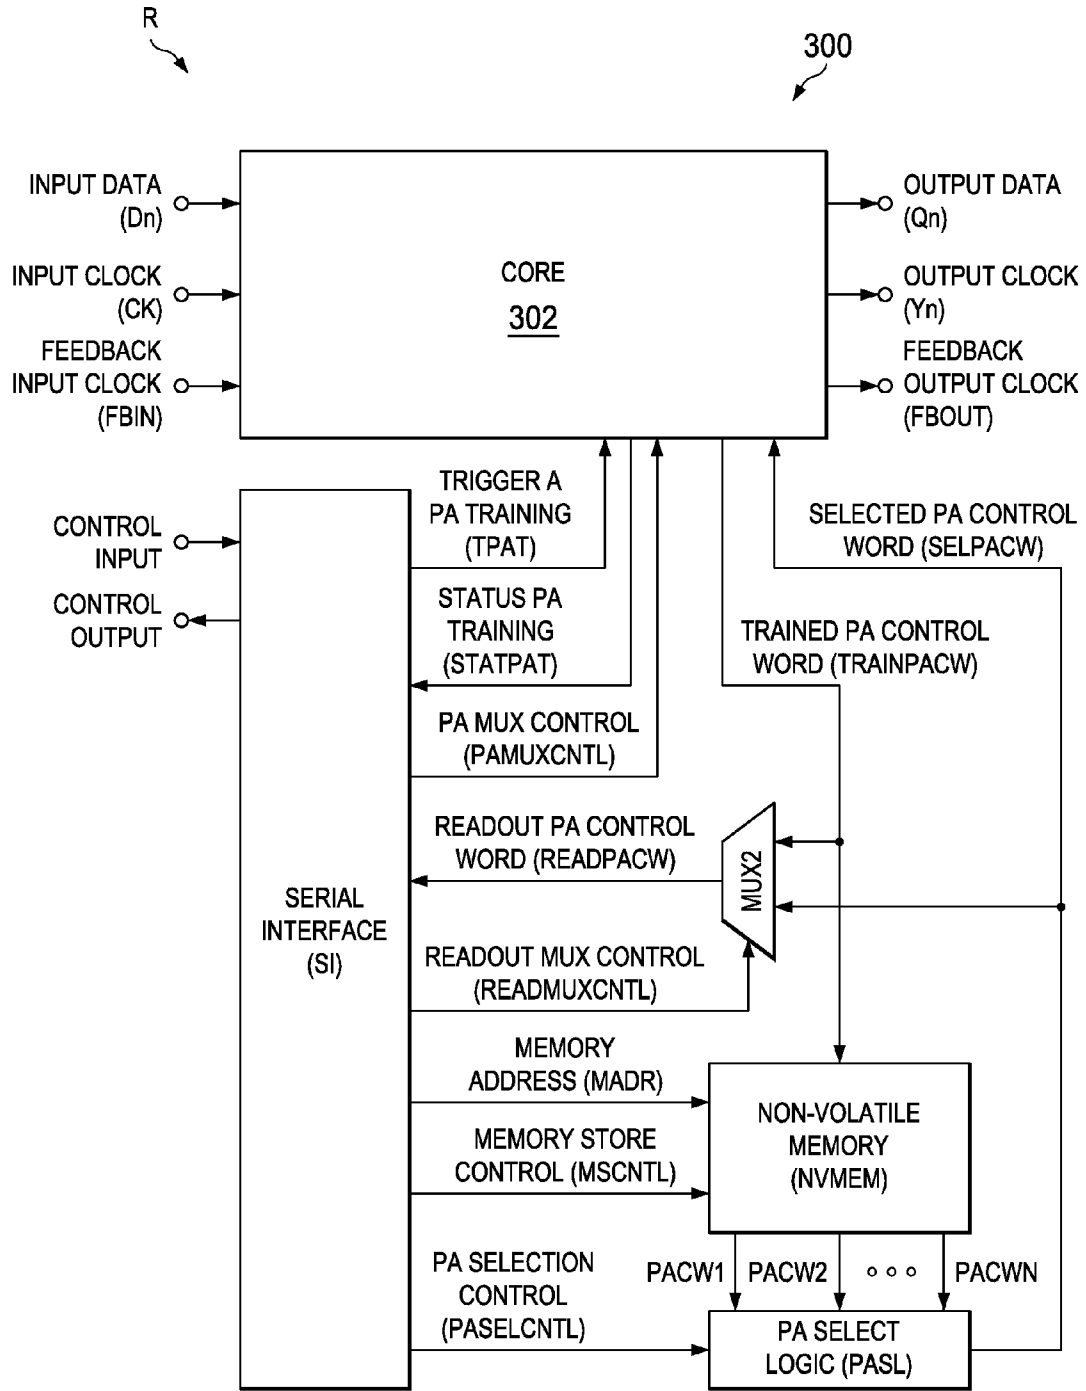 R
300
INPUT DATA
(Dn)
INPUT CLOCK
(CK)
FEEDBACK
INPUT CLOCK
(FBIN)
CORE
302
OUTPUT DATA
(Qn)
OUTPUT CLOCK
(Yn)
FEEDBACK
OUTPUT CLOCK
(FBOUT)
CONTROL
INPUT
CONTROL
OUTPUT
TRIGGER A
PA TRAINING
(TPAT)
SELECTED PA CONTROL
WORD (SELPACW)
STATUS PA
TRAINING
(STATPAT)
TRAINED PA CONTROL
WORD (TRAINPACW)
PA MUX CONTROL
(PAMUXCNTL)
READOUT PA CONTROL
WORD (READPACW)
MUX2
SERIAL
INTERFACE
(SI)
READOUT MUX CONTROL
(READMUXCNTL)
MEMORY
ADDRESS (MADR)
NON-VOLATILE
MEMORY
(NVMEM)
MEMORY STORE
CONTROL (MSCNTL)
PA SELECTION
CONTROL
(PASELCNTL)
PACW1
PACW2
PACWN
PA SELECT
LOGIC (PASL)